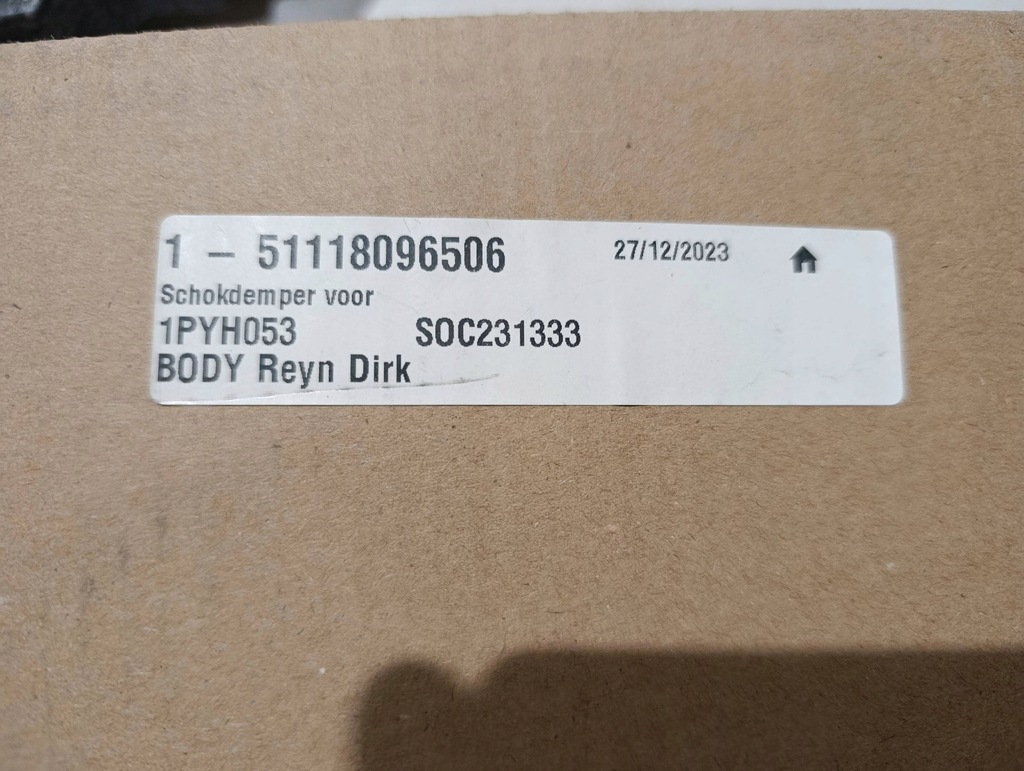 1 – 51118096506 27/12/2023
Schokdemper voor
1PYH053 SOC231333
BODY Reyn Dirk